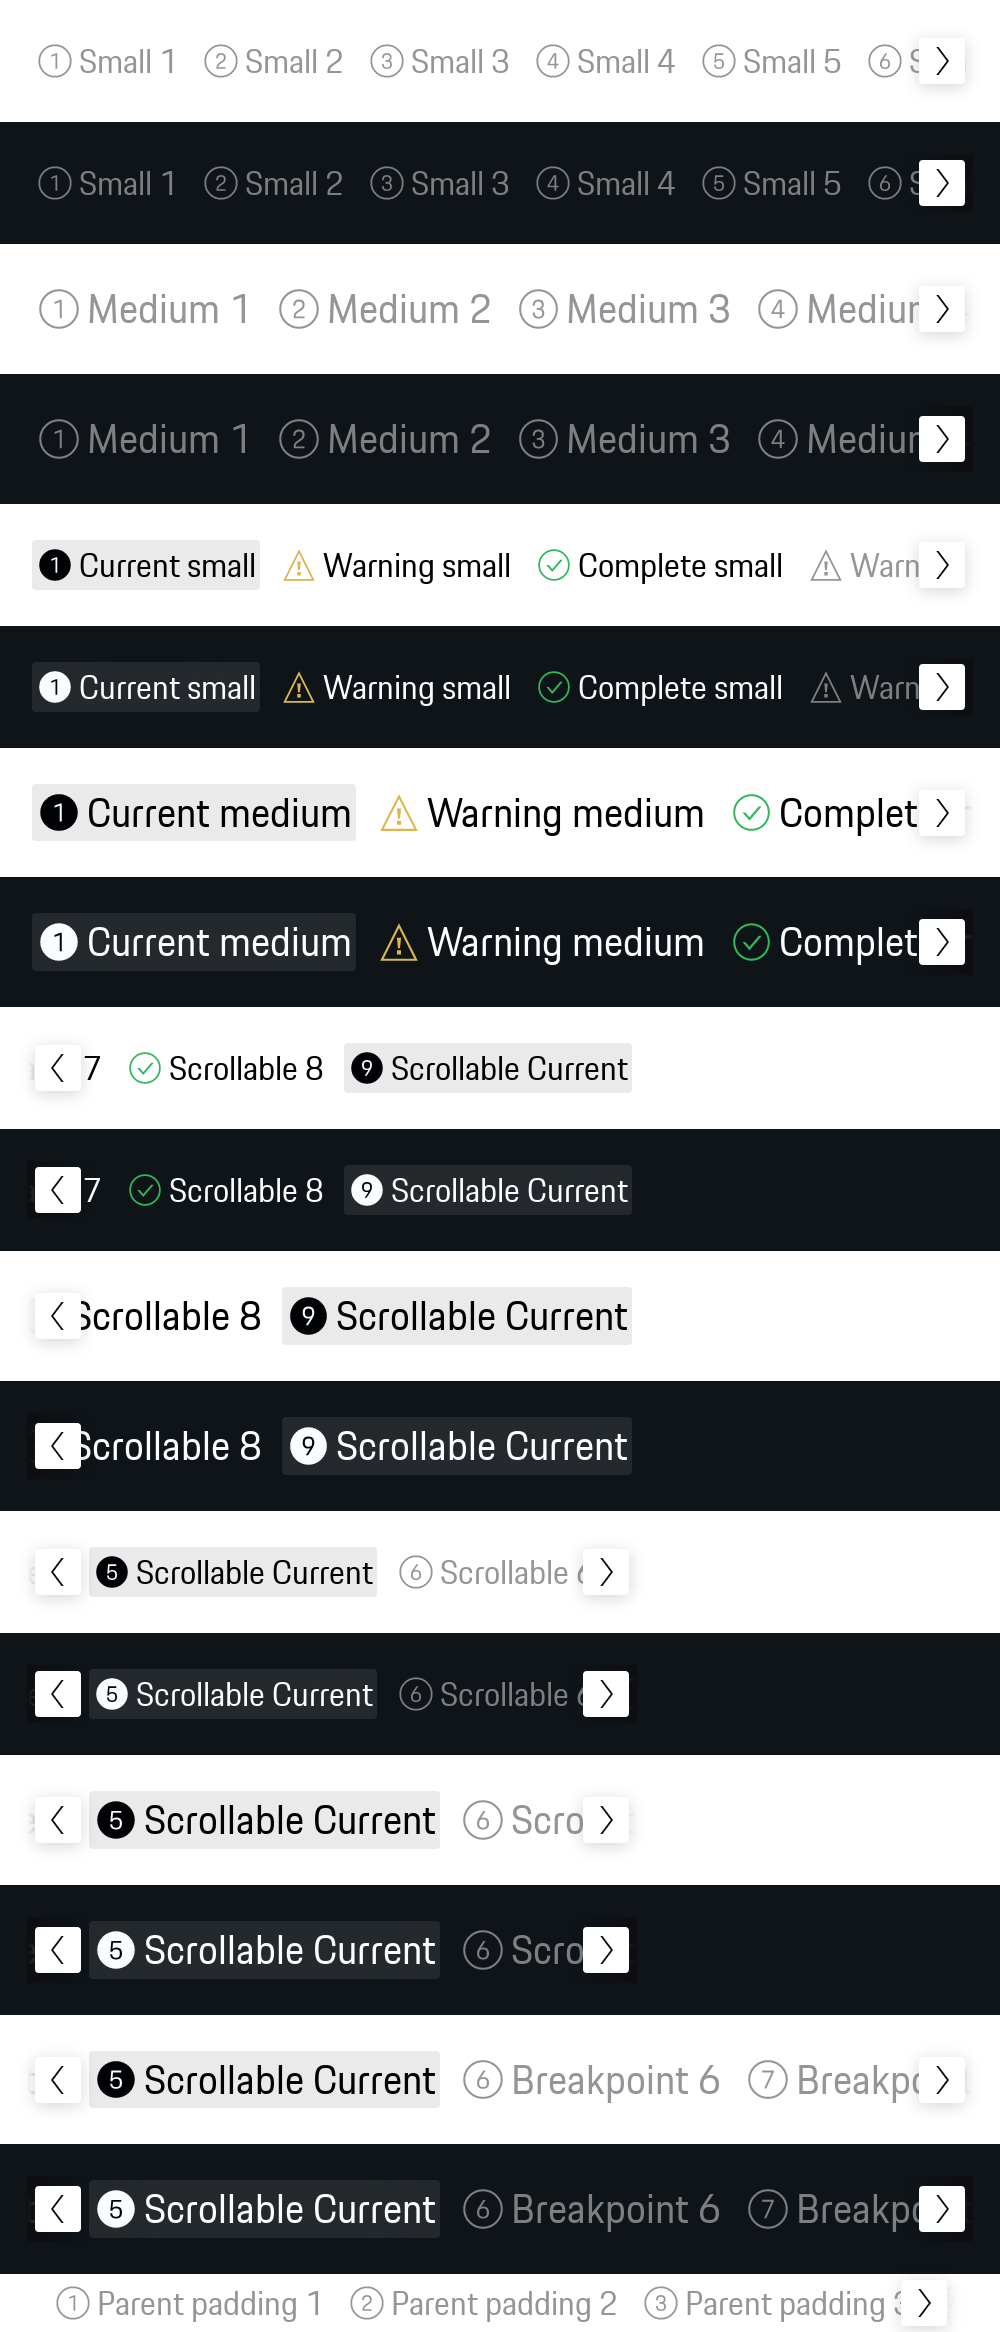 1 Small 1 2 Small 2 3 Small 3 4 Small 4 5 Small 5 6 S
1 Small 1 2 Small 2 3 Small 3 4 Small 4 5 Small 5 6 S
1 Medium 1 2 Medium 2 3 Medium 3 4 Medium
1 Medium 1 2 Medium 2 3 Medium 3 4 Medium
1 Current small Warning small Complete small Warn
1 Current small Warning small Complete small Warn
1 Current medium Warning medium Complet
1 Current medium Warning medium Complet
7 Scrollable 8 9 Scrollable Current
7 Scrollable 8 9 Scrollable Current
Scrollable 8 9 Scrollable Current
Scrollable 8 9 Scrollable Current
5 Scrollable Current 6 Scrollable 6
5 Scrollable Current 6 Scrollable 6
5 Scrollable Current 6 Scro
5 Scrollable Current 6 Scro
5 Scrollable Current 6 Breakpoint 6 7 Breakpo
5 Scrollable Current 6 Breakpoint 6 7 Breakpo
1 Parent padding 1 2 Parent padding 2 3 Parent padding 3